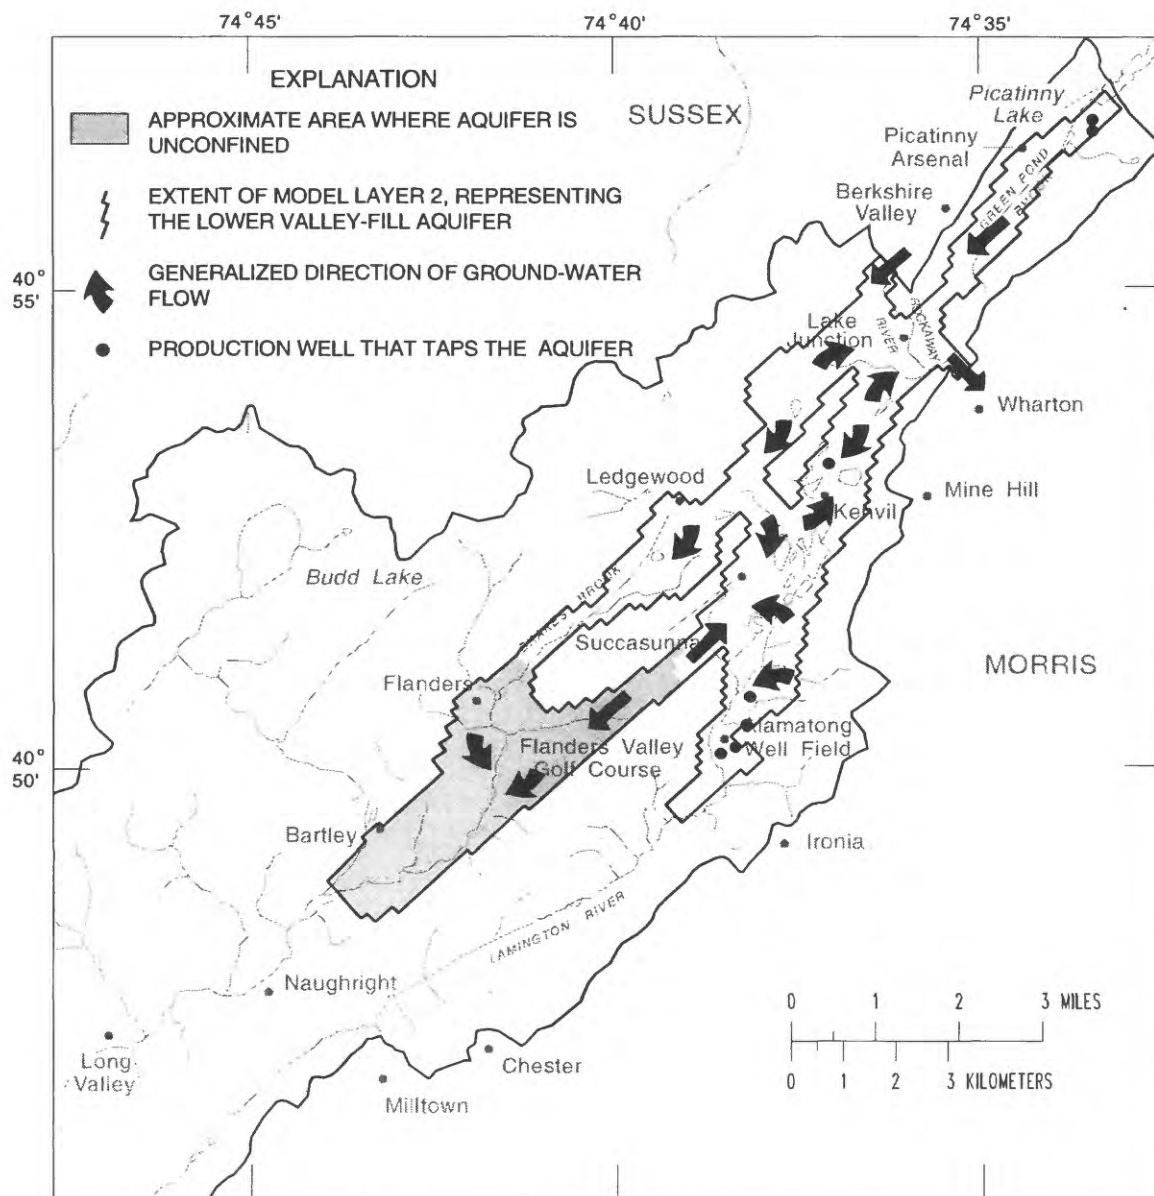 74°45'
74°40'
74°35'
EXPLANATION
APPROXIMATE AREA WHERE AQUIFER IS
UNCONFINED
EXTENT OF MODEL LAYER 2, REPRESENTING
THE LOWER VALLEY-FILL AQUIFER
GENERALIZED DIRECTION OF GROUND-WATER
FLOW
PRODUCTION WELL THAT TAPS THE AQUIFER
SUSSEX
Picatinny
Lake
Picatinny
Arsenal
Berkshire
Valley
GREEN POND
40°
55'
Lake
Junction
ROCKAWAY
RIVER
Wharton
Ledgewood
Mine Hill
Kenvil
Budd Lake
BROOK
Succasunna
MORRIS
Flanders
40°
50'
Alamatong
Well Field
Flanders Valley
Golf Course
Bartley
Ironia
LAMINGTON RIVER
Naughright
Long
Valley
Chester
Milltown
0 1 2 3 MILES
0 1 2 3 KILOMETERS